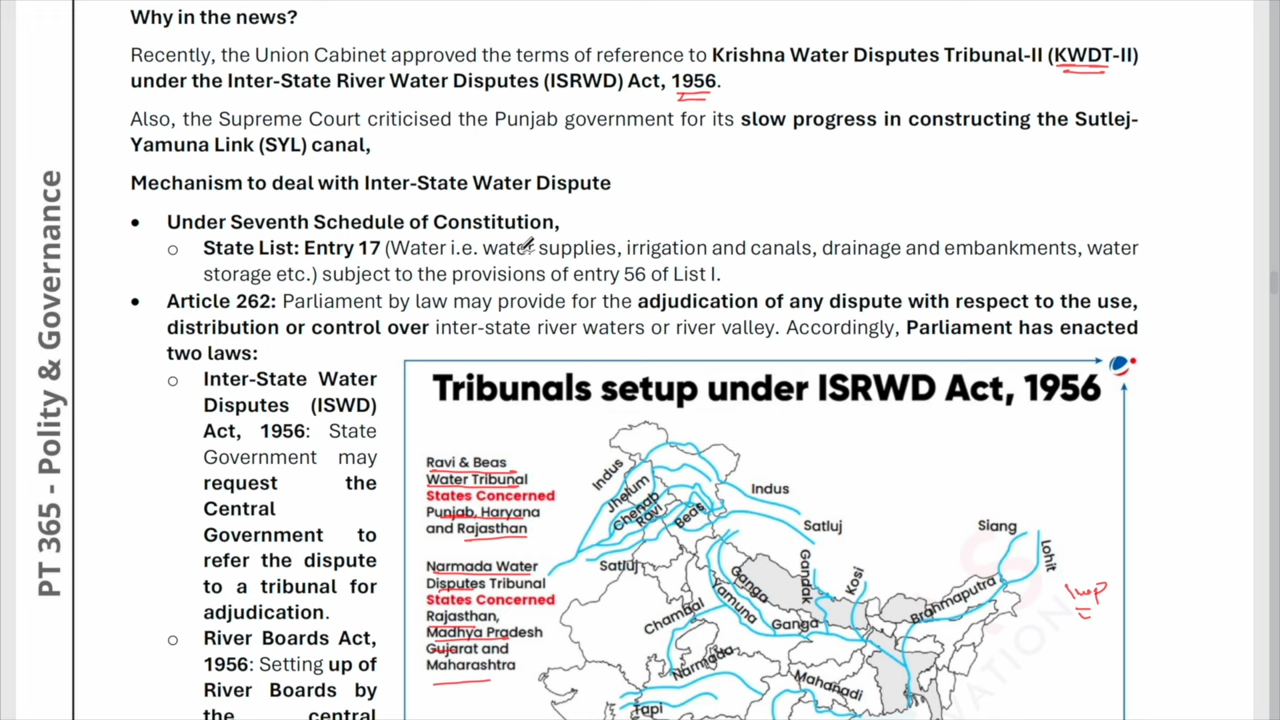 Why in the news?
Recently, the Union Cabinet approved the terms of reference to Krishna Water Disputes Tribunal-II (KWDT-II)
under the Inter-State River Water Disputes (ISRWD) Act, 1956.
Also, the Supreme Court criticised the Punjab government for its slow progress in constructing the Sutlej-
Yamuna Link (SYL) canal,
Mechanism to deal with Inter-State Water Dispute
• Under Seventh Schedule of Constitution,
o State List: Entry 17 (Water i.e. water supplies, irrigation and canals, drainage and embankments, water
storage etc.) subject to the provisions of entry 56 of List I.
• Article 262: Parliament by law may provide for the adjudication of any dispute with respect to the use,
distribution or control over inter-state river waters or river valley. Accordingly, Parliament has enacted
two laws:
o Inter-State Water
Disputes (ISWD)
Act, 1956: State
Government may
request the
Central
Government to
refer the dispute
to a tribunal for
adjudication.
o River Boards Act,
1956: Setting up of
River Boards by
the central
Tribunals setup under ISRWD Act, 1956
Ravi & Beas
Water Tribunal
States Concerned
Punjab, Haryana
and Rajasthan
Narmada Water
Disputes Tribunal
States Concerned
Rajasthan,
Madhya Pradesh
Gujarat and
Maharashtra
Indus
Jhelum
Chenab
Ravi
Beas
Indus
Satluj
Satluj
Siang
Lohit
Gandak
Kosi
Ganga
Yamuna
Ganga
Brahmaputra
Chambal
Narmada
Mahanadi
Tapi
Imp
PT 365 - Polity & Governance